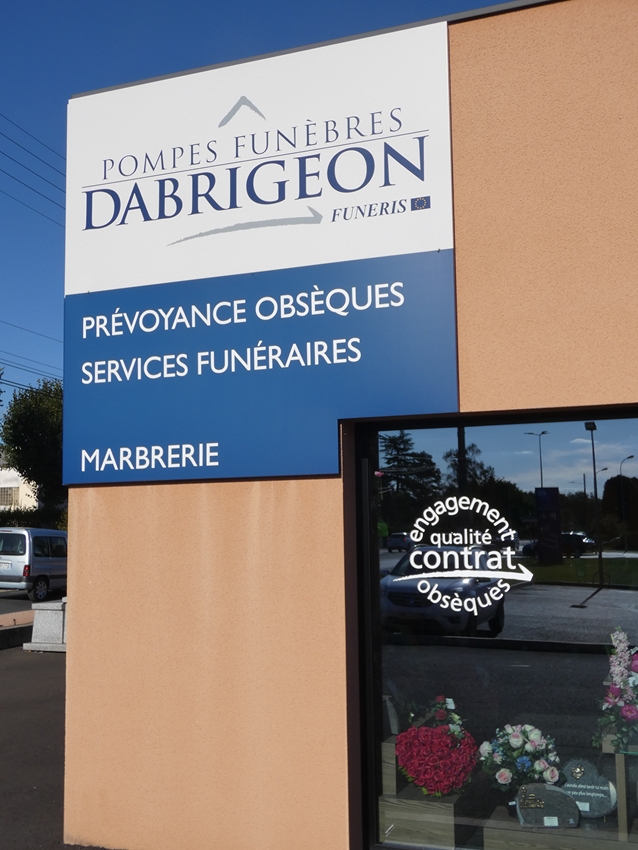 POMPES FUNÈBRES
DABRIGEON
FUNERIS
PRÉVOYANCE OBSÈQUES
SERVICES FUNÉRAIRES
MARBRERIE
engagement
qualité
contrat
obsèques